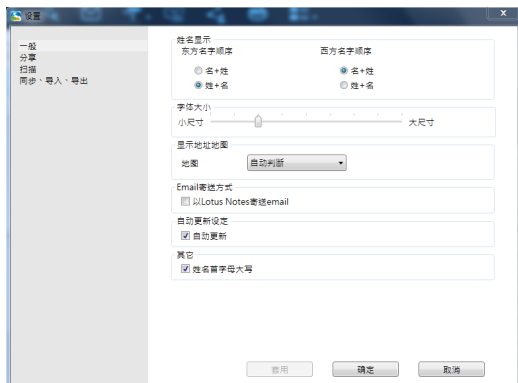 设置
x
一般
分享
扫描
同步、导入、导出
姓名显示
东方名字顺序 西方名字顺序
名+姓 名+姓
姓+名 姓+名
字体大小
小尺寸 大尺寸
显示地址地图
地图 自动判断
Email寄送方式
以Lotus Notes寄送email
自动更新设定
自动更新
其它
姓名首字母大写
套用 确定 取消